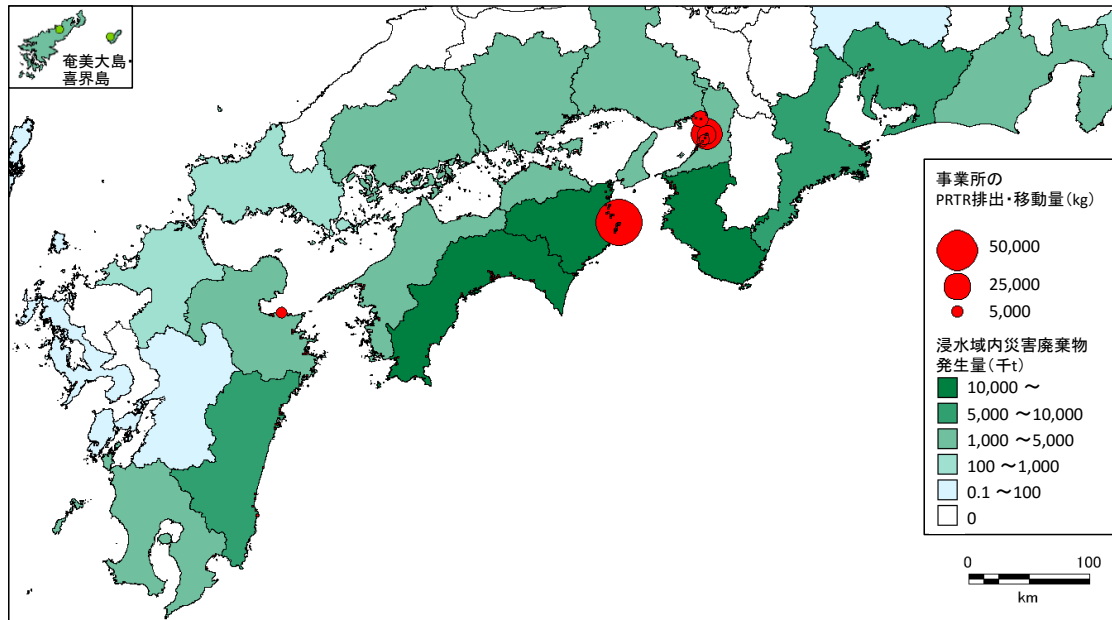 奄美大島・
喜界島
事業所の
PRTR排出・移動量(kg)
50,000
25,000
5,000
浸水域内災害廃棄物
発生量(千t)
10,000 ～
5,000 ～10,000
1,000 ～5,000
100 ～1,000
0.1 ～100
0
0 100
km